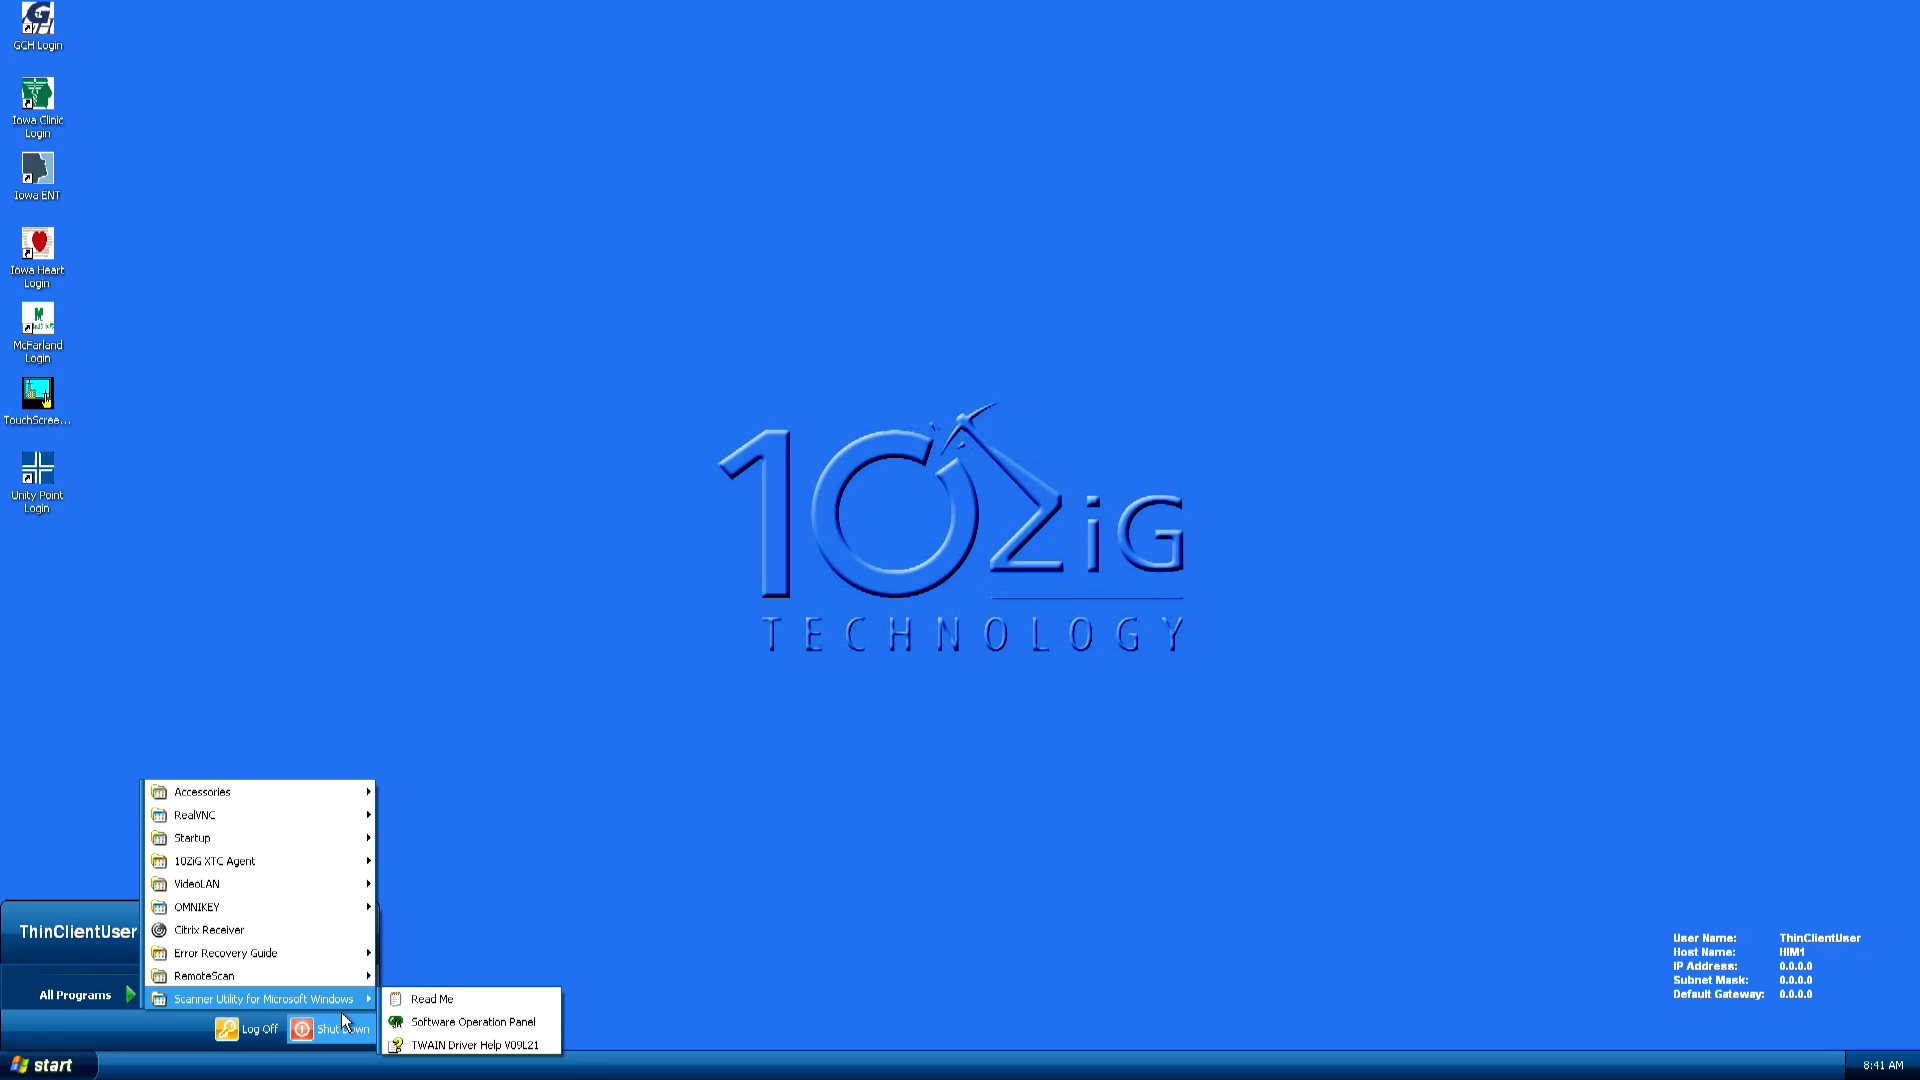 GCH Login
Iowa Clinic
Login
Iowa ENT
Iowa Heart
Login
McFarland
Login
TouchScree...
Unity Point
Login
10ZiG
TECHNOLOGY
Accessories
RealVNC
Startup
10ZiG XTC Agent
VideoLAN
OMNIKEY
Citrix Receiver
Error Recovery Guide
RemoteScan
Scanner Utility for Microsoft Windows
Read Me
Software Operation Panel
TWAIN Driver Help V09L21
ThinClientUser
All Programs
Log Off
Shut Down
User Name: ThinClientUser
Host Name: HIM1
IP Address: 0.0.0.0
Subnet Mask: 0.0.0.0
Default Gateway: 0.0.0.0
start
8:41 AM